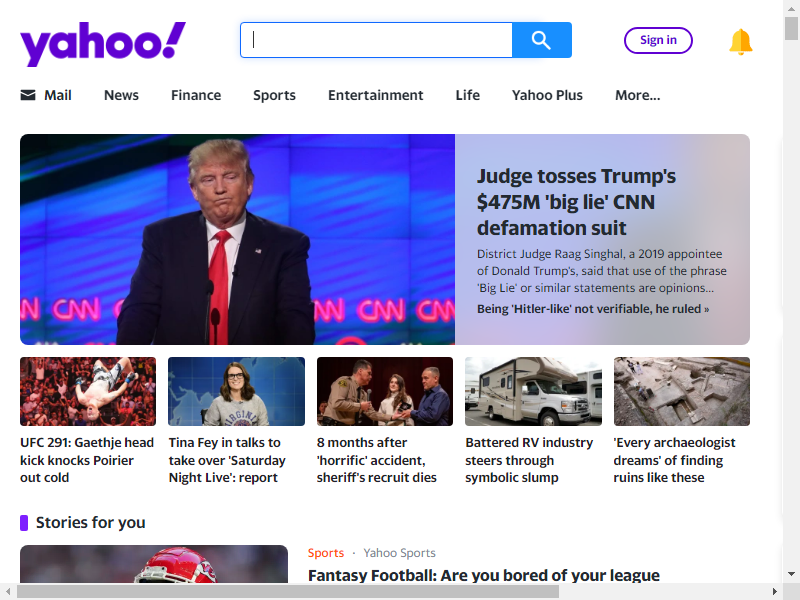 yahoo!
Sign in
Mail
News
Finance
Sports
Entertainment
Life
Yahoo Plus
More...
CNN CNN CNN
Judge tosses Trump's
$475M 'big lie' CNN
defamation suit
District Judge Raag Singhal, a 2019 appointee
of Donald Trump's, said that use of the phrase
'Big Lie' or similar statements are opinions...
Being 'Hitler-like' not verifiable, he ruled »
UFC 291: Gaethje head
kick knocks Poirier
out cold
Tina Fey in talks to
take over 'Saturday
Night Live': report
8 months after
'horrific' accident,
sheriff's recruit dies
Battered RV industry
steers through
symbolic slump
'Every archaeologist
dreams' of finding
ruins like these
Stories for you
Sports · Yahoo Sports
Fantasy Football: Are you bored of your league